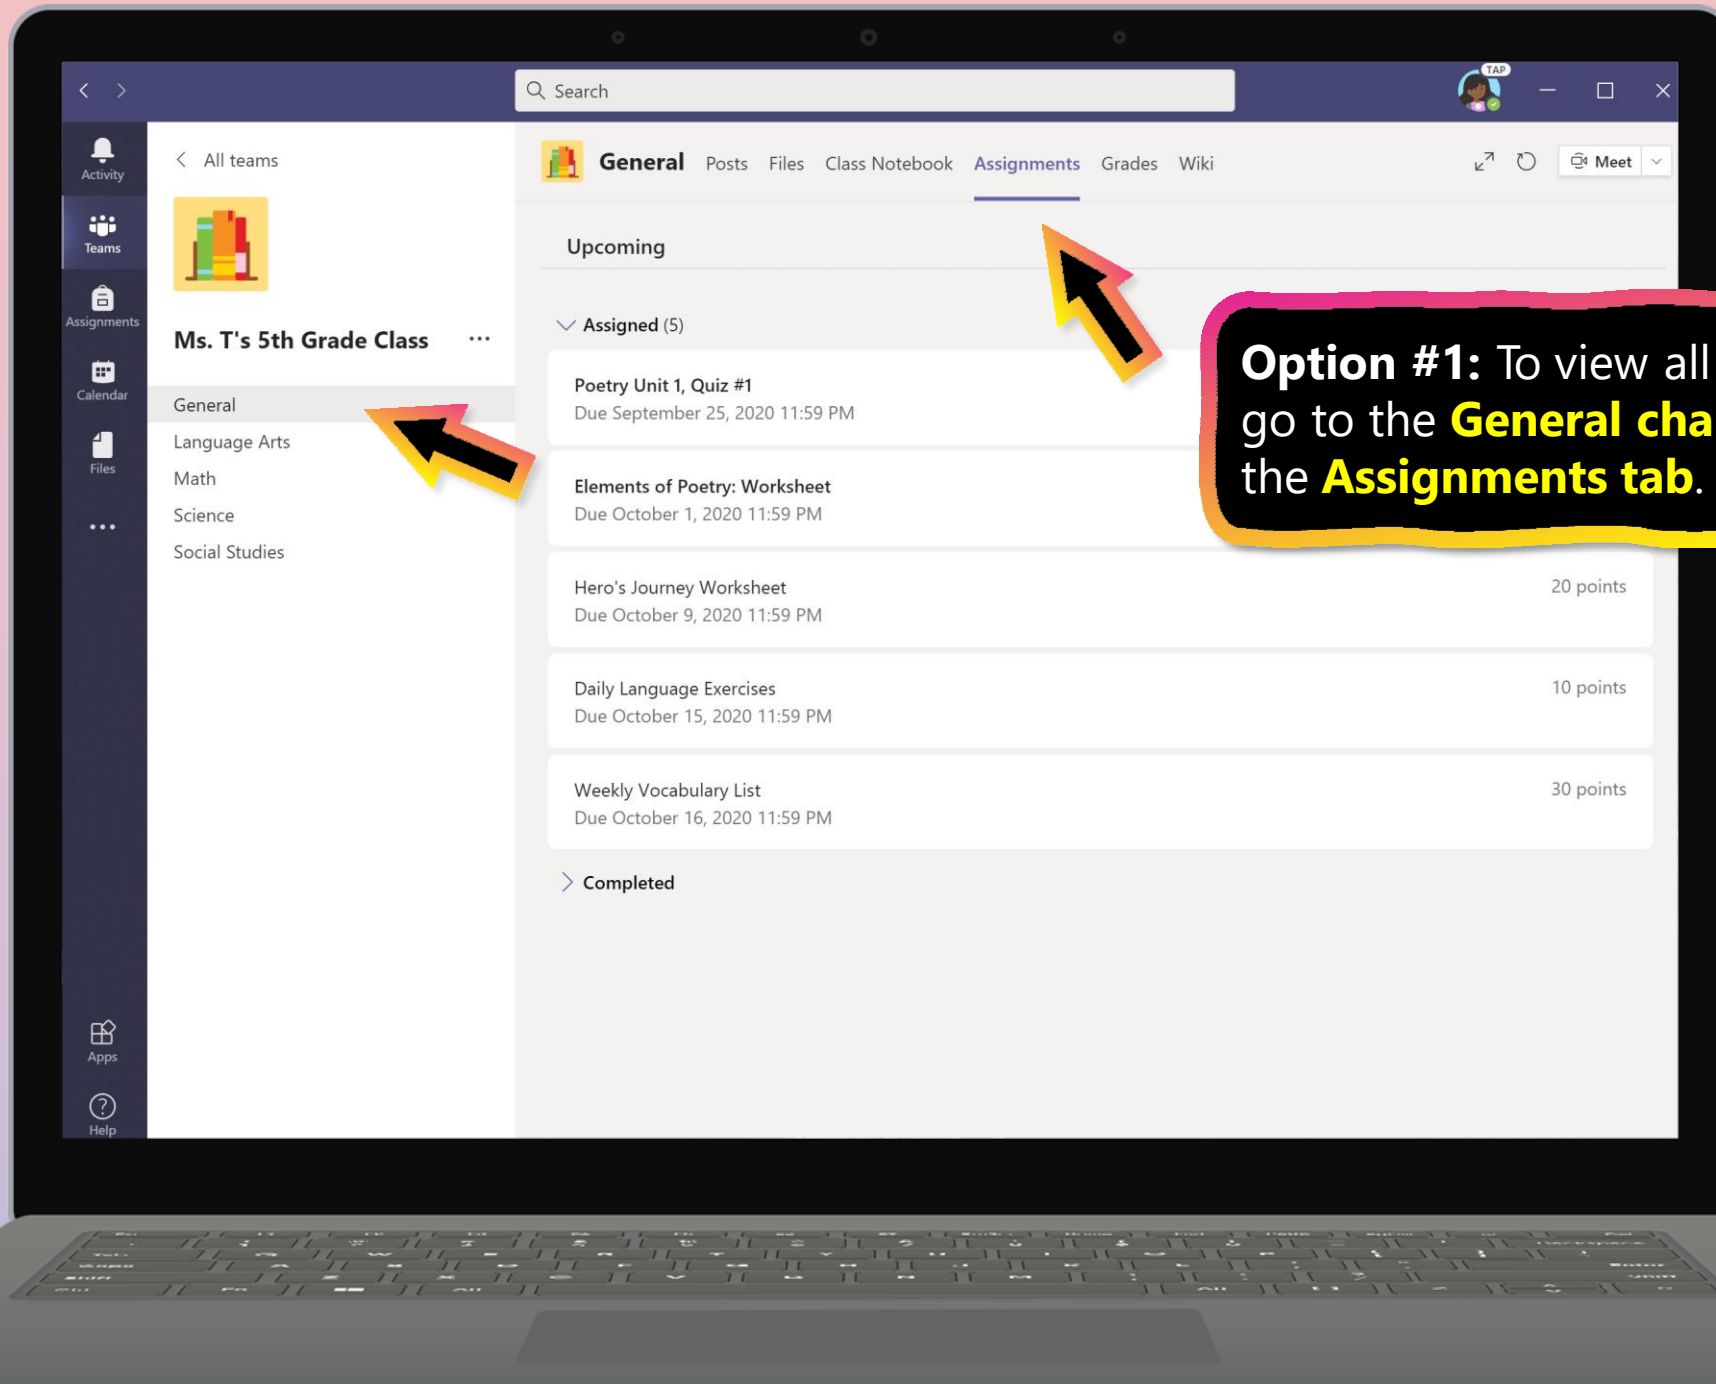 Search
TAP
Activity
Teams
Assignments
Calendar
Files
Apps
Help
All teams
Ms. T's 5th Grade Class
General
Language Arts
Math
Science
Social Studies
General Posts Files Class Notebook Assignments Grades Wiki
Meet
Upcoming
Assigned (5)
Poetry Unit 1, Quiz #1
Due September 25, 2020 11:59 PM
Elements of Poetry: Worksheet
Due October 1, 2020 11:59 PM
Hero's Journey Worksheet
20 points
Due October 9, 2020 11:59 PM
Daily Language Exercises
10 points
Due October 15, 2020 11:59 PM
Weekly Vocabulary List
30 points
Due October 16, 2020 11:59 PM
Completed
Option #1: To view all
go to the General cha
the Assignments tab.